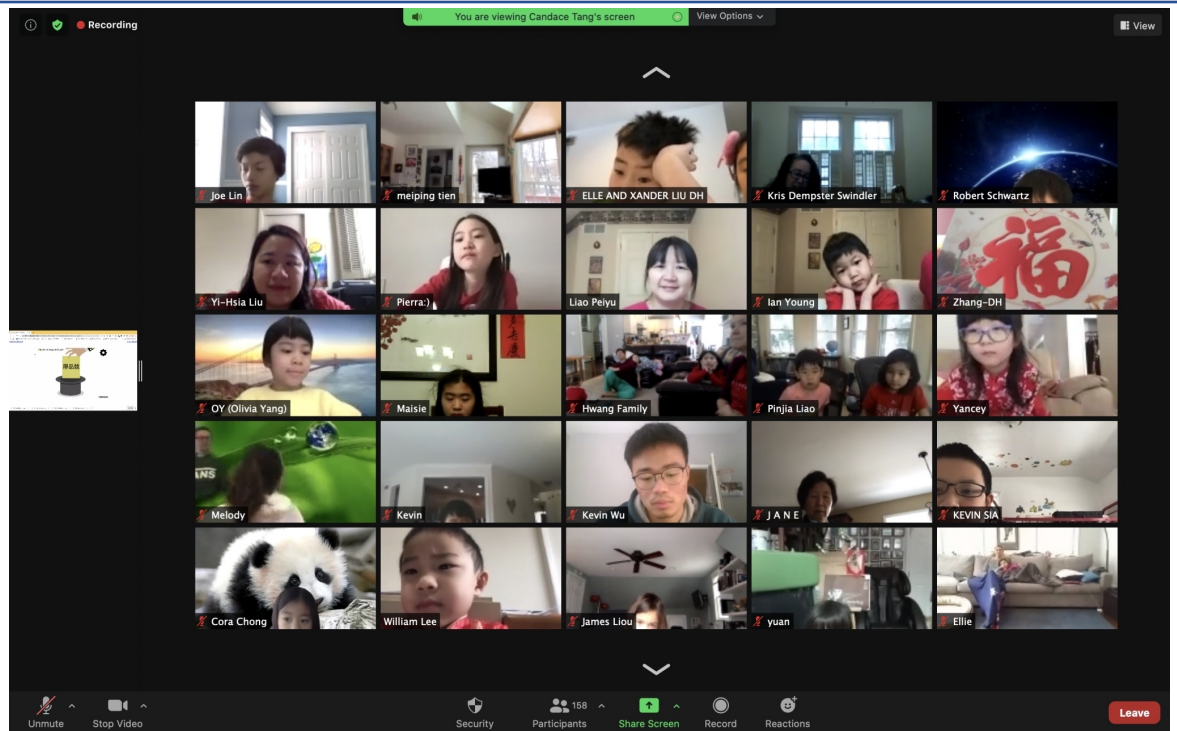 Recording
You are viewing Candace Tang's screen
View Options
View
Joe Lin
meiping tien
ELLE AND XANDER LIU DH
Kris Dempster Swindler
Robert Schwartz
Yi-Hsia Liu
Pierra:)
Liao Peiyu
Ian Young
福
Zhang-DH
OY (Olivia Yang)
Maisie
Hwang Family
Pinjia Liao
Yancey
ANS
Melody
Kevin
Kevin Wu
J A N E
KEVIN SIA
Cora Chong
William Lee
James Liou
yuan
Ellie
Unmute
Stop Video
Security
158
Participants
Share Screen
Record
Reactions
Leave